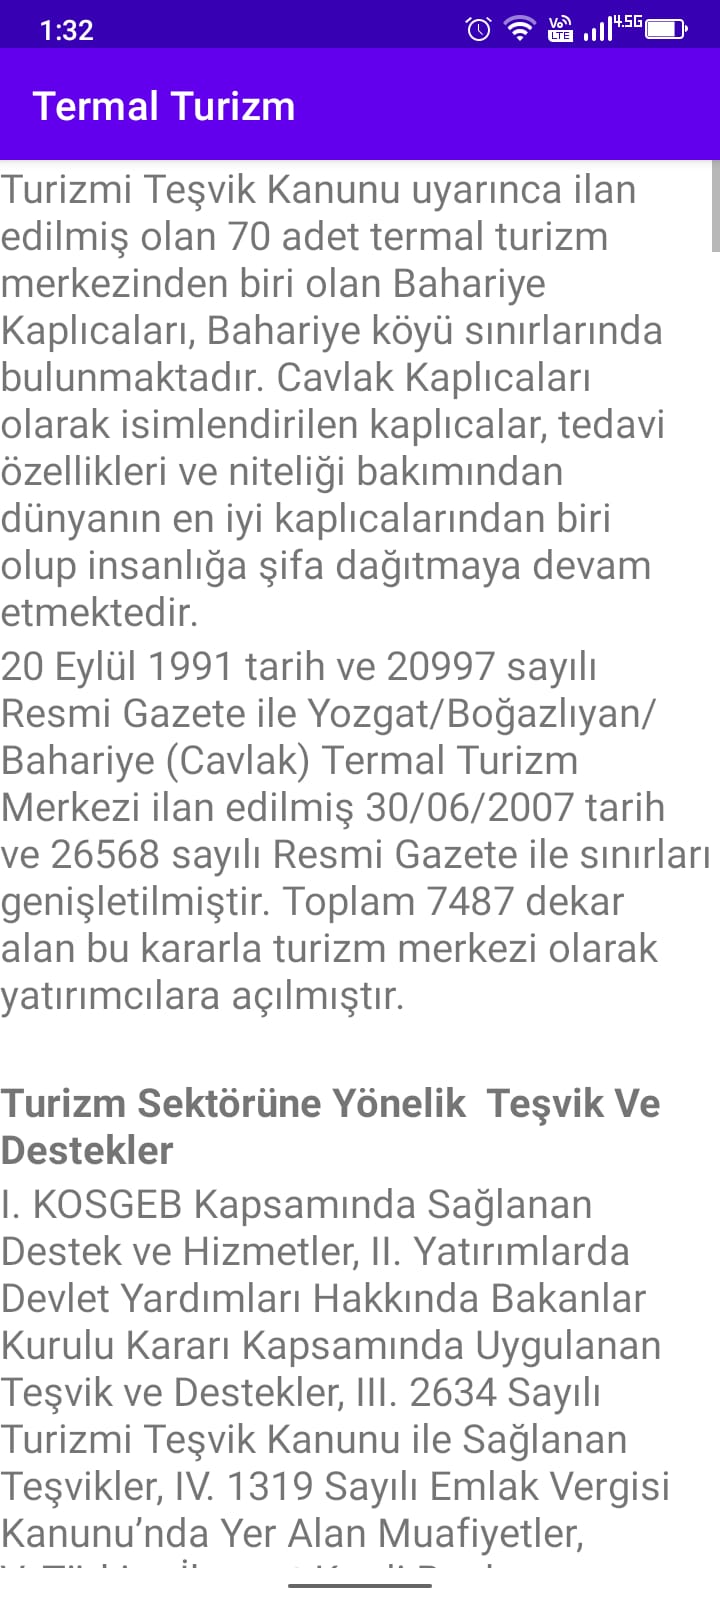 1:32
Vo
LTE
4.5G
Termal Turizm
Turizmi Teşvik Kanunu uyarınca ilan
edilmiş olan 70 adet termal turizm
merkezinden biri olan Bahariye
Kaplıcaları, Bahariye köyü sınırlarında
bulunmaktadır. Cavlak Kaplıcaları
olarak isimlendirilen kaplıcalar, tedavi
özellikleri ve niteliği bakımından
dünyanın en iyi kaplıcalarından biri
olup insanlığa şifa dağıtmaya devam
etmektedir.
20 Eylül 1991 tarih ve 20997 sayılı
Resmi Gazete ile Yozgat/Boğazlıyan/
Bahariye (Cavlak) Termal Turizm
Merkezi ilan edilmiş 30/06/2007 tarih
ve 26568 sayılı Resmi Gazete ile sınırları
genişletilmiştir. Toplam 7487 dekar
alan bu kararla turizm merkezi olarak
yatırımcılara açılmıştır.
Turizm Sektörüne Yönelik  Teşvik Ve
Destekler
I. KOSGEB Kapsamında Sağlanan
Destek ve Hizmetler, II. Yatırımlarda
Devlet Yardımları Hakkında Bakanlar
Kurulu Kararı Kapsamında Uygulanan
Teşvik ve Destekler, III. 2634 Sayılı
Turizmi Teşvik Kanunu ile Sağlanan
Teşvikler, IV. 1319 Sayılı Emlak Vergisi
Kanunu’nda Yer Alan Muafiyetler,